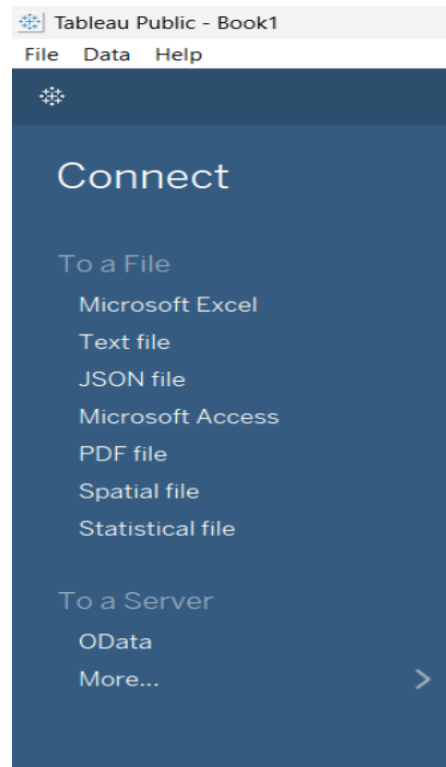 Tableau Public - Book1
File Data Help
Connect
To a File
Microsoft Excel
Text file
JSON file
Microsoft Access
PDF file
Spatial file
Statistical file
To a Server
OData
More...